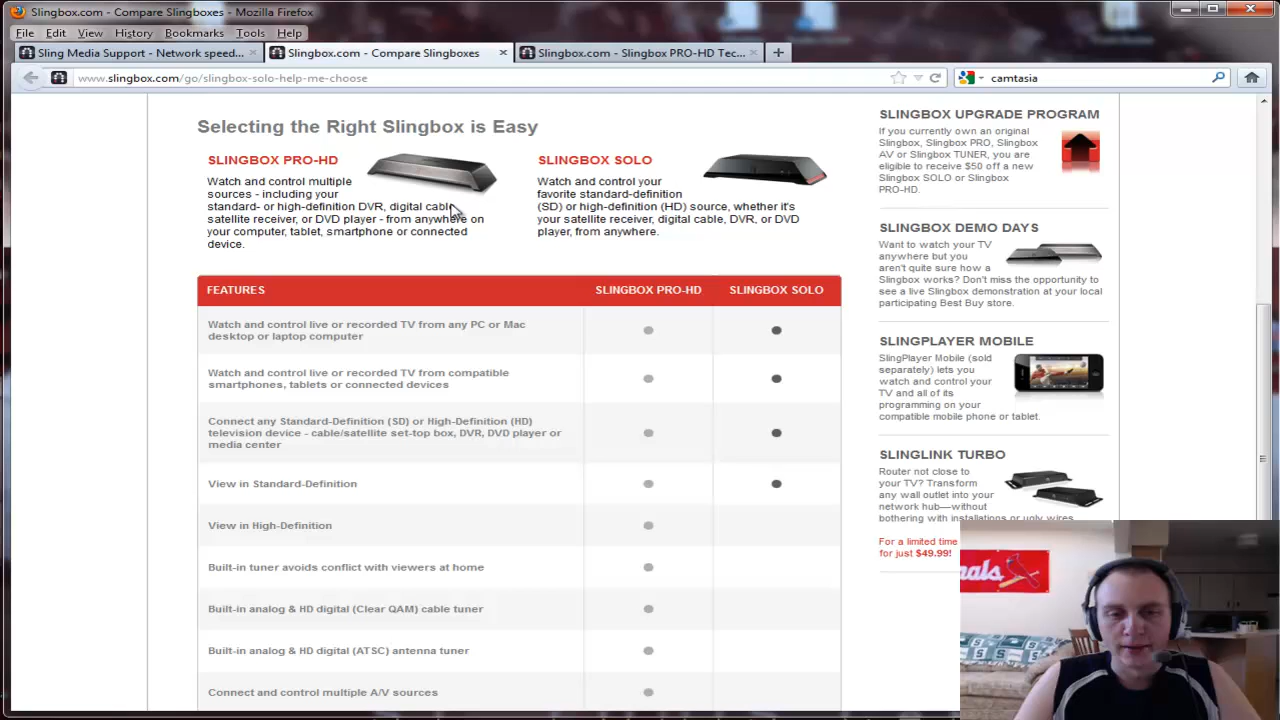 Slingbox.com - Compare Slingboxes - Mozilla Firefox
File Edit View History Bookmarks Tools Help
Sling Media Support - Network speed...
Slingbox.com - Compare Slingboxes
Slingbox.com - Slingbox PRO-HD Tec...
www.slingbox.com/go/slingbox-solo-help-me-choose
camtasia
Selecting the Right Slingbox is Easy
SLINGBOX PRO-HD
Watch and control multiple
sources - including your
standard- or high-definition DVR, digital cable,
satellite receiver, or DVD player - from anywhere on
your computer, tablet, smartphone or connected
device.
SLINGBOX SOLO
Watch and control your
favorite standard-definition
(SD) or high-definition (HD) source, whether it's
your satellite receiver, digital cable, DVR, or DVD
player, from anywhere.
FEATURES SLINGBOX PRO-HD SLINGBOX SOLO
Watch and control live or recorded TV from any PC or Mac
desktop or laptop computer
Watch and control live or recorded TV from compatible
smartphones, tablets or connected devices
Connect any Standard-Definition (SD) or High-Definition (HD)
television device - cable/satellite set-top box, DVR, DVD player or
media center
View in Standard-Definition
View in High-Definition
Built-in tuner avoids conflict with viewers at home
Built-in analog & HD digital (Clear QAM) cable tuner
Built-in analog & HD digital (ATSC) antenna tuner
Connect and control multiple A/V sources
SLINGBOX UPGRADE PROGRAM
If you currently own an original
Slingbox, Slingbox PRO, Slingbox
AV or Slingbox TUNER, you are
eligible to receive $50 off a new
Slingbox SOLO or Slingbox
PRO-HD.
SLINGBOX DEMO DAYS
Want to watch your TV
anywhere but you
aren't quite sure how a
Slingbox works? Don't miss the opportunity to
see a live Slingbox demonstration at your local
participating Best Buy store.
SLINGPLAYER MOBILE
SlingPlayer Mobile (sold
separately) lets you
watch and control your
TV and all of its
programming on your
compatible mobile phone or tablet.
SLINGLINK TURBO
Router not close to
your TV? Transform
any wall outlet into your
network hub—without
bothering with installations or ugly wires.
For a limited time
for just $49.99!
nals